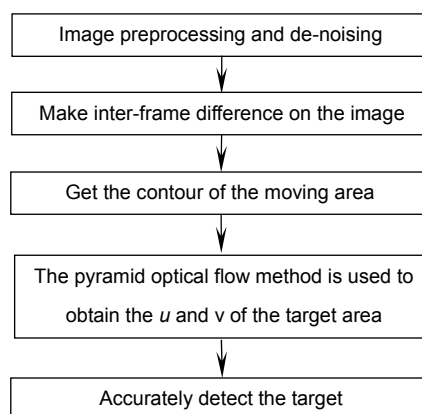 Image preprocessing and de-noising
Make inter-frame difference on the image
Get the contour of the moving area
The pyramid optical flow method is used to
obtain the u and v of the target area
Accurately detect the target